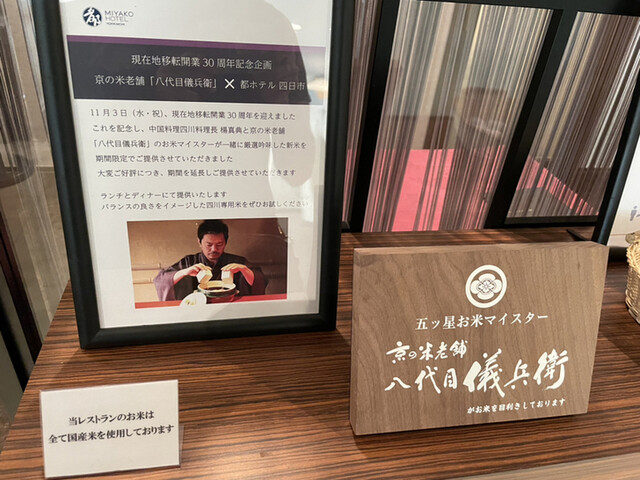 都
MIYAKO
HOTEL
現在地移転開業30周年記念企画
京の米老舗「八代目儀兵衛」 × 都ホテル 四日市
11月3日（水・祝）、現在地移転開業30周年を迎えました
これを記念し、中国料理四川料理長 楊真典と京の米老舗
「八代目儀兵衛」のお米マイスターが一緒に厳選吟味した新米を
期間限定でご提供させていただきました
大変ご好評につき、期間を延長しご提供させていただきます
ランチとディナーにて提供いたします
バランスの良さをイメージした四川専用米をぜひお試しください
五ッ星お米マイスター
京の米老舗
八代目儀兵衛
がお米を目利きしております
当レストランのお米は
全て国産米を使用しております